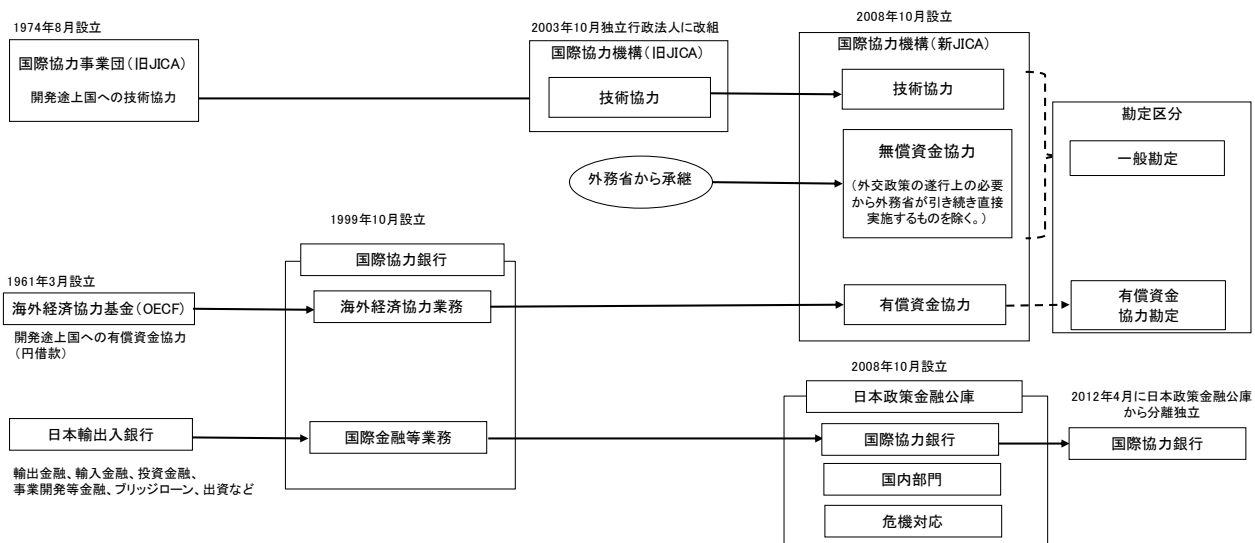 1974年8月設立
国際協力事業団(旧JICA)
開発途上国への技術協力
2003年10月独立行政法人に改組
国際協力機構(旧JICA)
技術協力
2008年10月設立
国際協力機構(新JICA)
技術協力
無償資金協力
(外交政策の遂行上の必要
から外務省が引き続き直接
実施するものを除く。)
外務省から承継
勘定区分
一般勘定
1999年10月設立
国際協力銀行
1961年3月設立
海外経済協力基金(OECF)
開発途上国への有償資金協力
(円借款)
海外経済協力業務
有償資金協力
有償資金
協力勘定
日本輸出入銀行
輸出金融、輸入金融、投資金融、
事業開発等金融、ブリッジローン、出資など
国際金融等業務
2008年10月設立
日本政策金融公庫
国際協力銀行
国内部門
危機対応
2012年4月に日本政策金融公庫
から分離独立
国際協力銀行